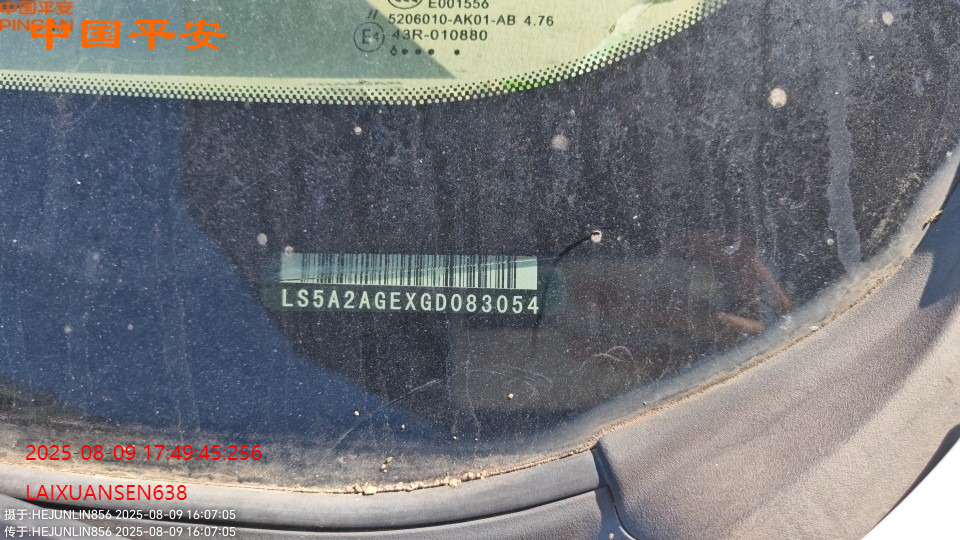 中国平安
PINGAN
中国平安
E001556
5206010-AK01-AB 4.76
E4
43R-010880
6
LS5A2AGEXGD083054
2025-08-09 17:49:45:256
LAIXUANSEN638
摄于:HEJUNLIN856 2025-08-09 16:07:05
传于:HEJUNLIN856 2025-08-09 16:07:05